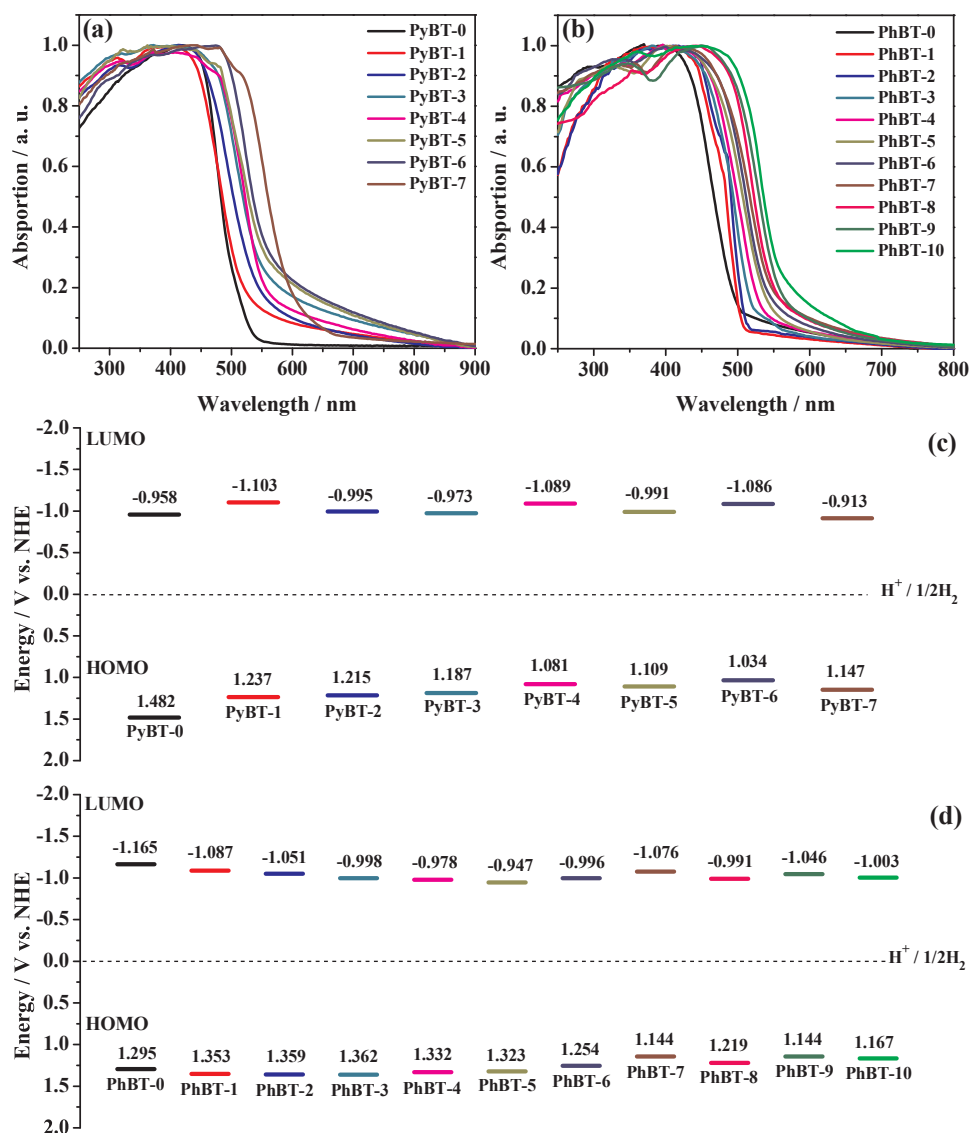 (a)
PyBT-0
PyBT-1
PyBT-2
PyBT-3
PyBT-4
PyBT-5
PyBT-6
PyBT-7
1.0
0.8
0.6
0.4
0.2
0.0
Absportion / a. u.
300 400 500 600 700 800 900
Wavelength / nm
(b)
PhBT-0
PhBT-1
PhBT-2
PhBT-3
PhBT-4
PhBT-5
PhBT-6
PhBT-7
PhBT-8
PhBT-9
PhBT-10
1.0
0.8
0.6
0.4
0.2
0.0
Absportion / a. u.
300 400 500 600 700 800
Wavelength / nm
(c)
Energy / V vs. NHE
-2.0
-1.5
-1.0
-0.5
0.0
0.5
1.0
1.5
2.0
LUMO
-0.958 -1.103 -0.995 -0.973 -1.089 -0.991 -1.086 -0.913
H⁺ / 1/2H₂
HOMO
1.482 1.237 1.215 1.187 1.081 1.109 1.034 1.147
PyBT-0 PyBT-1 PyBT-2 PyBT-3 PyBT-4 PyBT-5 PyBT-6 PyBT-7
(d)
Energy / V vs. NHE
-2.0
-1.5
-1.0
-0.5
0.0
0.5
1.0
1.5
2.0
LUMO
-1.165 -1.087 -1.051 -0.998 -0.978 -0.947 -0.996 -1.076 -0.991 -1.046 -1.003
H⁺ / 1/2H₂
HOMO
1.295 1.353 1.359 1.362 1.332 1.323 1.254 1.144 1.219 1.144 1.167
PhBT-0 PhBT-1 PhBT-2 PhBT-3 PhBT-4 PhBT-5 PhBT-6 PhBT-7 PhBT-8 PhBT-9 PhBT-10